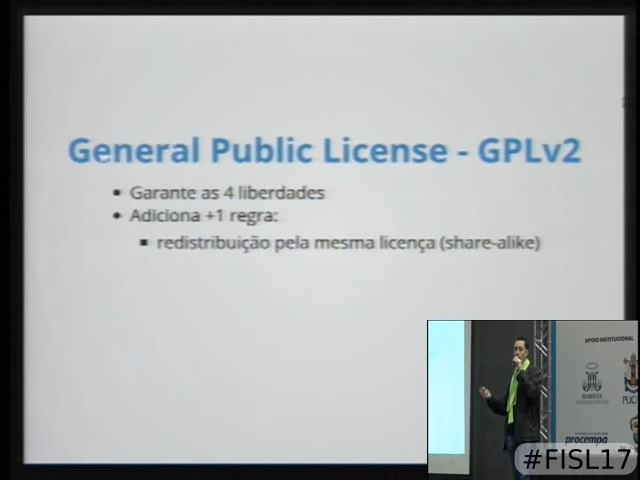 General Public License - GPLv2
Garante as 4 liberdades
Adiciona +1 regra:
redistribuição pela mesma licença (share-alike)
APOIO INSTITUCIONAL
MARISTA
PUC
procempa
#FISL17